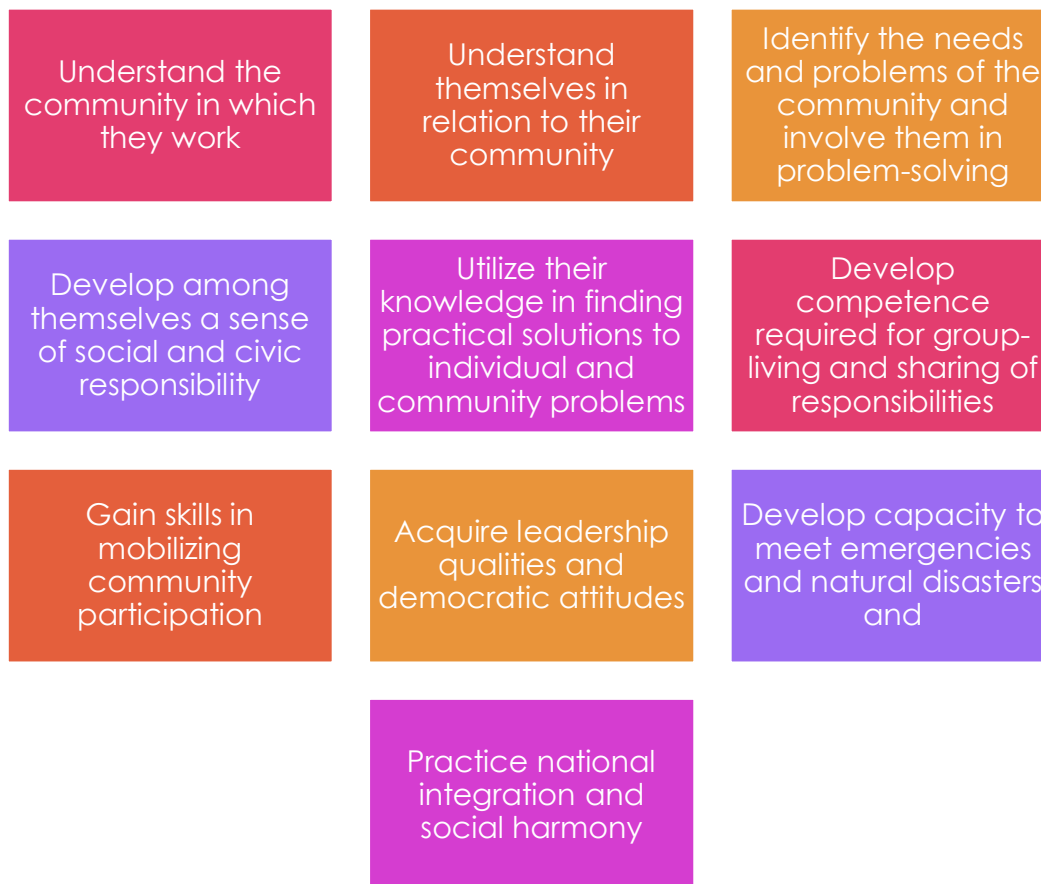 Understand the
community in which
they work
Understand
themselves in
relation to their
community
Identify the needs
and problems of the
community and
involve them in
problem-solving
Develop among
themselves a sense
of social and civic
responsibility
Utilize their
knowledge in finding
practical solutions to
individual and
community problems
Develop
competence
required for group-
living and sharing of
responsibilities
Gain skills in
mobilizing
community
participation
Acquire leadership
qualities and
democratic attitudes
Develop capacity to
meet emergencies
and natural disasters
and
Practice national
integration and
social harmony